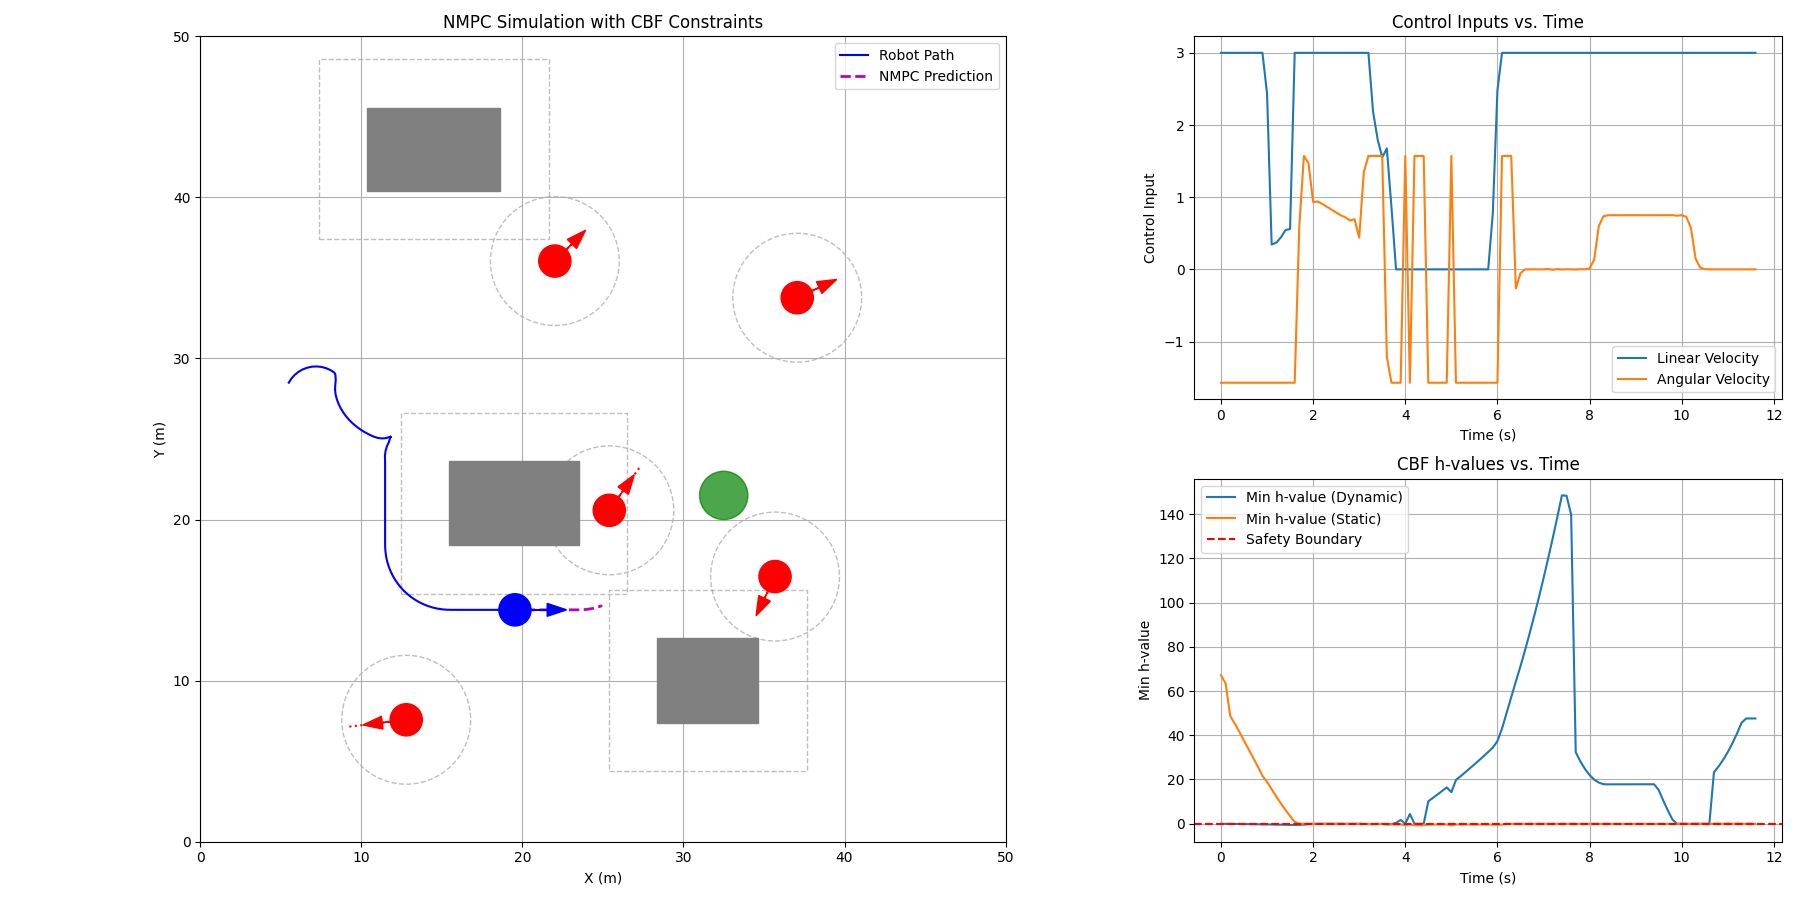 NMPC Simulation with CBF Constraints
50
40
30
20
10
0
Y (m)
Robot Path
NMPC Prediction
0 10 20 30 40 50
X (m)
Control Inputs vs. Time
3
2
1
0
−1
Control Input
Linear Velocity
Angular Velocity
0 2 4 6 8 10 12
Time (s)
CBF h-values vs. Time
140
120
100
80
60
40
20
0
Min h-value
Min h-value (Dynamic)
Min h-value (Static)
Safety Boundary
0 2 4 6 8 10 12
Time (s)